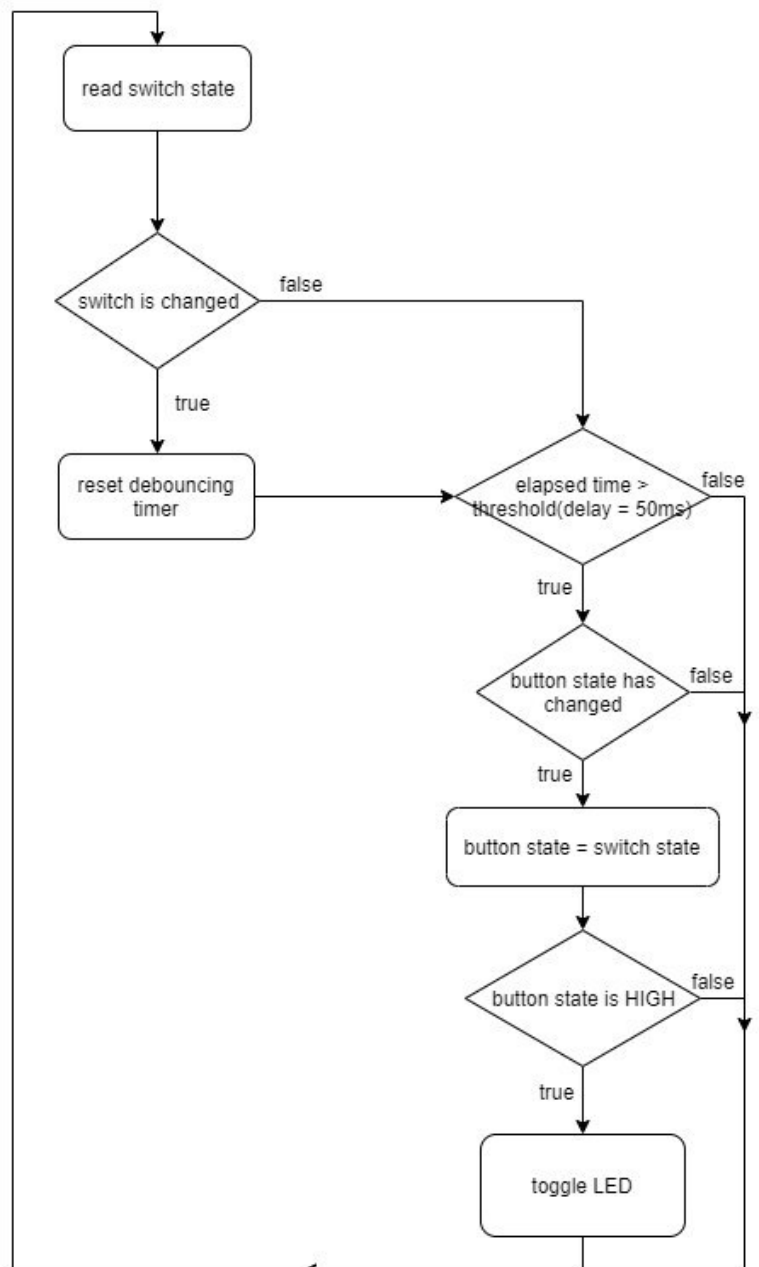 read switch state
switch is changed
false
true
reset debouncing
timer
elapsed time >
threshold(delay = 50ms)
false
true
button state has
changed
false
true
button state = switch state
button state is HIGH
false
true
toggle LED